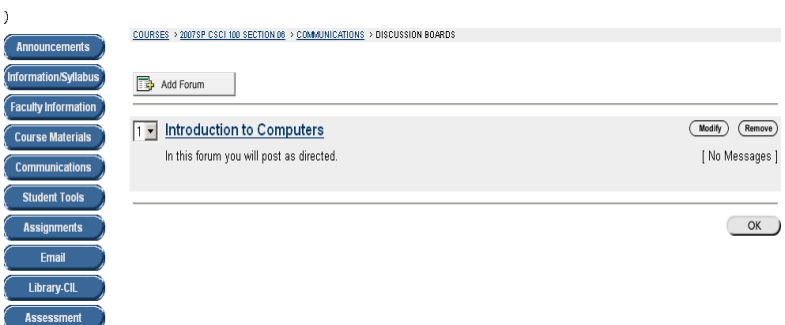 )
Announcements
Information/Syllabus
Faculty Information
Course Materials
Communications
Student Tools
Assignments
Email
Library-CIL
Assessment
COURSES > 2007SP CSCI 100 SECTION 06 > COMMUNICATIONS > DISCUSSION BOARDS
Add Forum
1 Introduction to Computers
Modify Remove
In this forum you will post as directed.
[ No Messages ]
OK